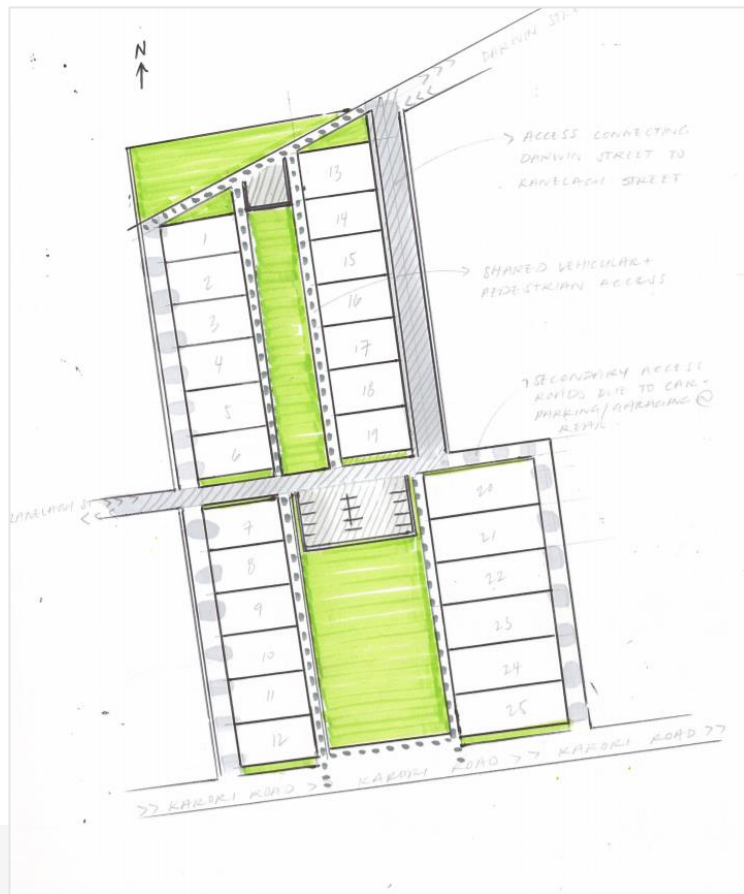 N
DARWIN ST
ACCESS CONNECTING
DARWIN STREET TO
RANELAGH STREET
13
14
1
15
SHARED VEHICULAR +
PEDESTRIAN ACCESS
2
16
3
17
4
18
SECONDARY ACCESS
ROADS DUE TO CAR-
PARKING/GARAGING @
REAR
5
19
6
20
RANELAGH ST
7
21
8
22
9
23
10
24
11
25
12
>> KARORI ROAD >> KARORI ROAD >> KARORI ROAD >>